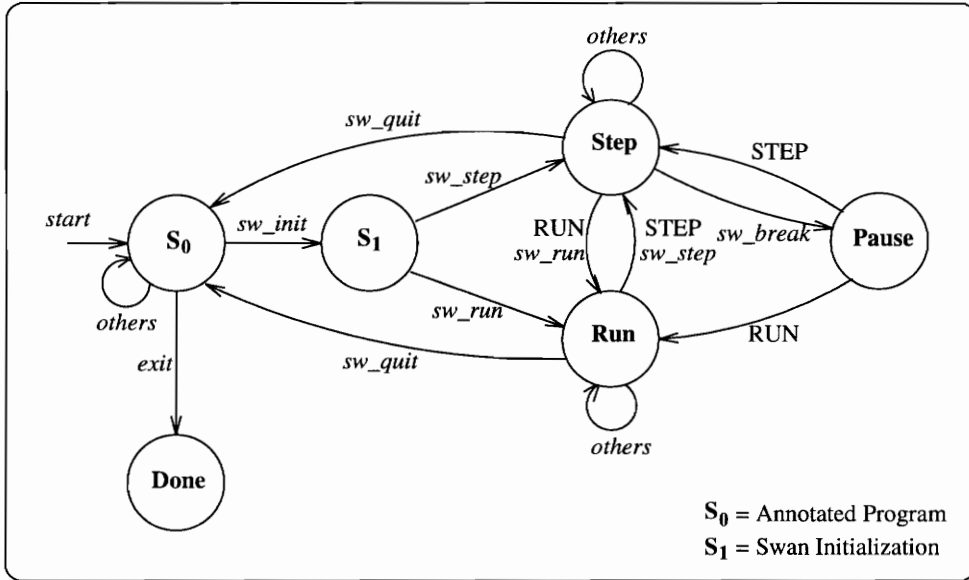 others
Step
sw_quit
STEP
sw_step
start
sw_init
S0
S1
RUN
sw_run
STEP
sw_step
sw_break
Pause
others
sw_run
Run
RUN
exit
sw_quit
others
Done
S0 = Annotated Program
S1 = Swan Initialization